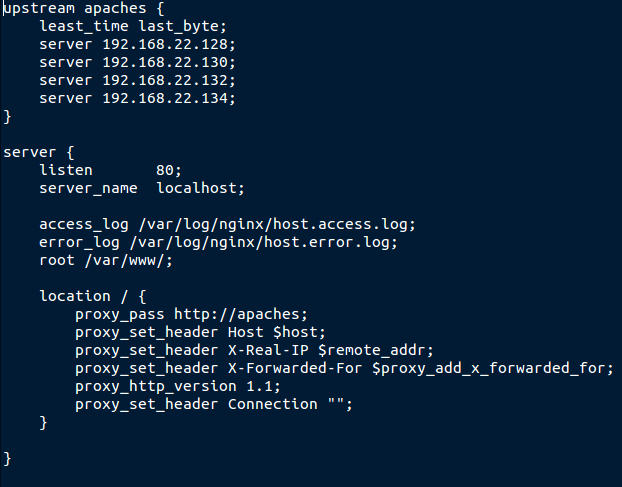 upstream apaches {
    least_time last_byte;
    server 192.168.22.128;
    server 192.168.22.130;
    server 192.168.22.132;
    server 192.168.22.134;
}

server {
    listen       80;
    server_name  localhost;

    access_log /var/log/nginx/host.access.log;
    error_log /var/log/nginx/host.error.log;
    root /var/www/;

    location / {
        proxy_pass http://apaches;
        proxy_set_header Host $host;
        proxy_set_header X-Real-IP $remote_addr;
        proxy_set_header X-Forwarded-For $proxy_add_x_forwarded_for;
        proxy_http_version 1.1;
        proxy_set_header Connection "";
    }

}